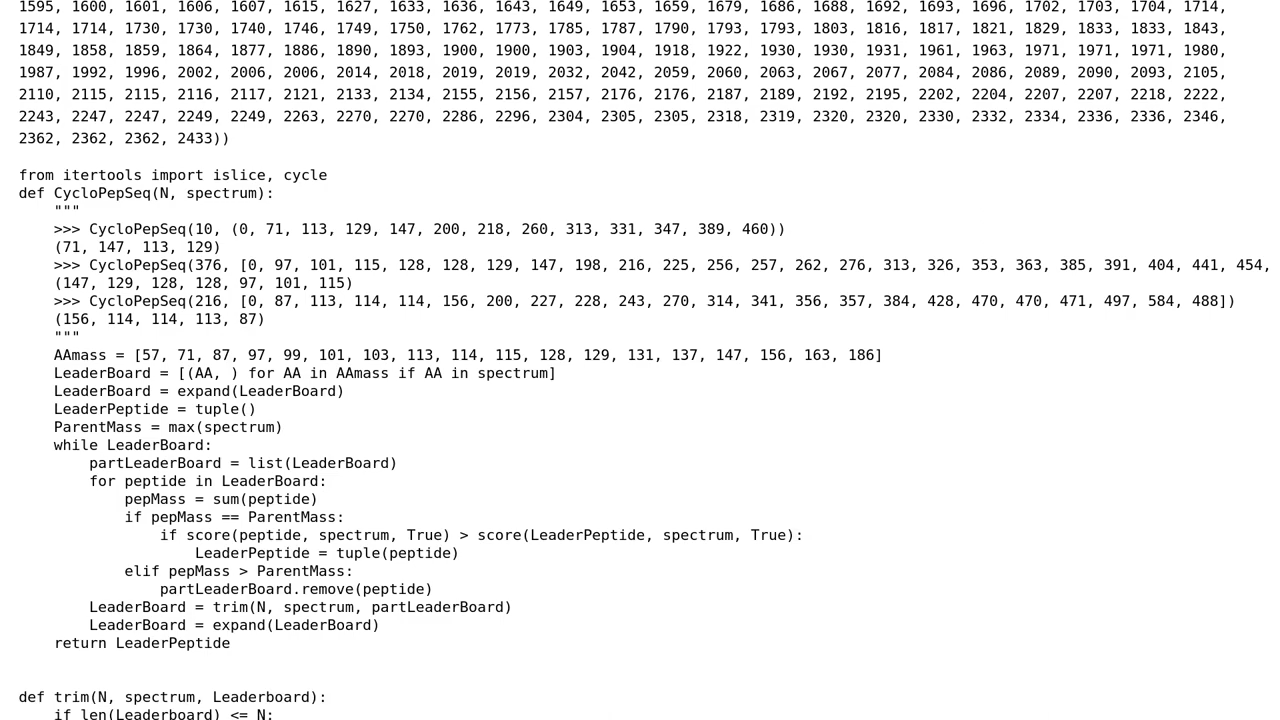 1595, 1600, 1601, 1606, 1607, 1615, 1627, 1633, 1636, 1643, 1649, 1653, 1659, 1679, 1686, 1688, 1692, 1693, 1696, 1702, 1703, 1704, 1714,
1714, 1714, 1730, 1730, 1740, 1746, 1749, 1750, 1762, 1773, 1785, 1787, 1790, 1793, 1793, 1803, 1816, 1817, 1821, 1829, 1833, 1833, 1843,
1849, 1858, 1859, 1864, 1877, 1886, 1890, 1893, 1900, 1900, 1903, 1904, 1918, 1922, 1930, 1930, 1931, 1961, 1963, 1971, 1971, 1971, 1980,
1987, 1992, 1996, 2002, 2006, 2006, 2014, 2018, 2019, 2019, 2032, 2042, 2059, 2060, 2063, 2067, 2077, 2084, 2086, 2089, 2090, 2093, 2105,
2110, 2115, 2115, 2116, 2117, 2121, 2133, 2134, 2155, 2156, 2157, 2176, 2176, 2187, 2189, 2192, 2195, 2202, 2204, 2207, 2207, 2218, 2222,
2243, 2247, 2247, 2249, 2249, 2263, 2270, 2270, 2286, 2296, 2304, 2305, 2305, 2318, 2319, 2320, 2320, 2330, 2332, 2334, 2336, 2336, 2346,
2362, 2362, 2362, 2433))
from itertools import islice, cycle
def CycloPepSeq(N, spectrum):
    """
    >>> CycloPepSeq(10, (0, 71, 113, 129, 147, 200, 218, 260, 313, 331, 347, 389, 460))
    (71, 147, 113, 129)
    >>> CycloPepSeq(376, [0, 97, 101, 115, 128, 128, 129, 147, 198, 216, 225, 256, 257, 262, 276, 313, 326, 353, 363, 385, 391, 404, 441, 454,
    (147, 129, 128, 128, 97, 101, 115)
    >>> CycloPepSeq(216, [0, 87, 113, 114, 114, 156, 200, 227, 228, 243, 270, 314, 341, 356, 357, 384, 428, 470, 470, 471, 497, 584, 488])
    (156, 114, 114, 113, 87)
    """
    AAmass = [57, 71, 87, 97, 99, 101, 103, 113, 114, 115, 128, 129, 131, 137, 147, 156, 163, 186]
    LeaderBoard = [(AA, ) for AA in AAmass if AA in spectrum]
    LeaderBoard = expand(LeaderBoard)
    LeaderPeptide = tuple()
    ParentMass = max(spectrum)
    while LeaderBoard:
        partLeaderBoard = list(LeaderBoard)
        for peptide in LeaderBoard:
            pepMass = sum(peptide)
            if pepMass == ParentMass:
                if score(peptide, spectrum, True) > score(LeaderPeptide, spectrum, True):
                    LeaderPeptide = tuple(peptide)
            elif pepMass > ParentMass:
                partLeaderBoard.remove(peptide)
        LeaderBoard = trim(N, spectrum, partLeaderBoard)
        LeaderBoard = expand(LeaderBoard)
    return LeaderPeptide
def trim(N, spectrum, Leaderboard):
    if len(Leaderboard) <= N: